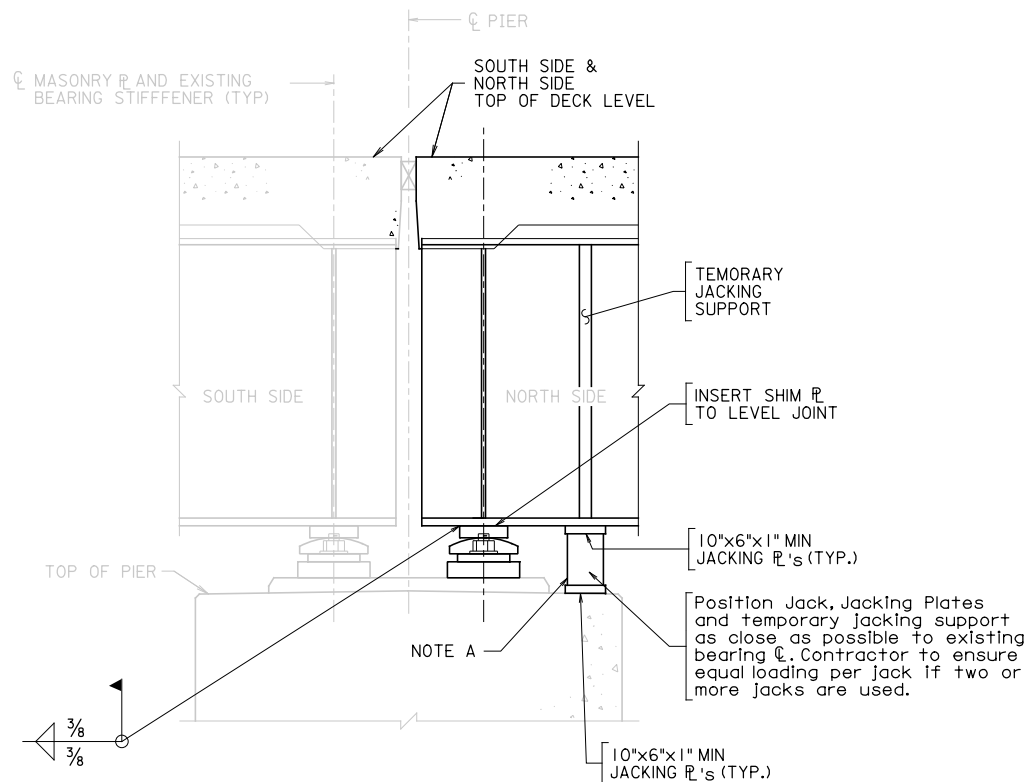 ℄ PIER
SOUTH SIDE &
NORTH SIDE
TOP OF DECK LEVEL
℄ MASONRY ⅊ AND EXISTING
BEARING STIFFFENER (TYP)
TEMORARY
JACKING
SUPPORT
SOUTH SIDE
NORTH SIDE
INSERT SHIM ⅊
TO LEVEL JOINT
10"x6"x1" MIN
JACKING ⅊'s (TYP.)
TOP OF PIER
Position Jack, Jacking Plates
and temporary jacking support
as close as possible to existing
bearing ℄. Contractor to ensure
equal loading per jack if two or
more jacks are used.
NOTE A
3/8
3/8
10"x6"x1" MIN
JACKING ⅊'s (TYP.)